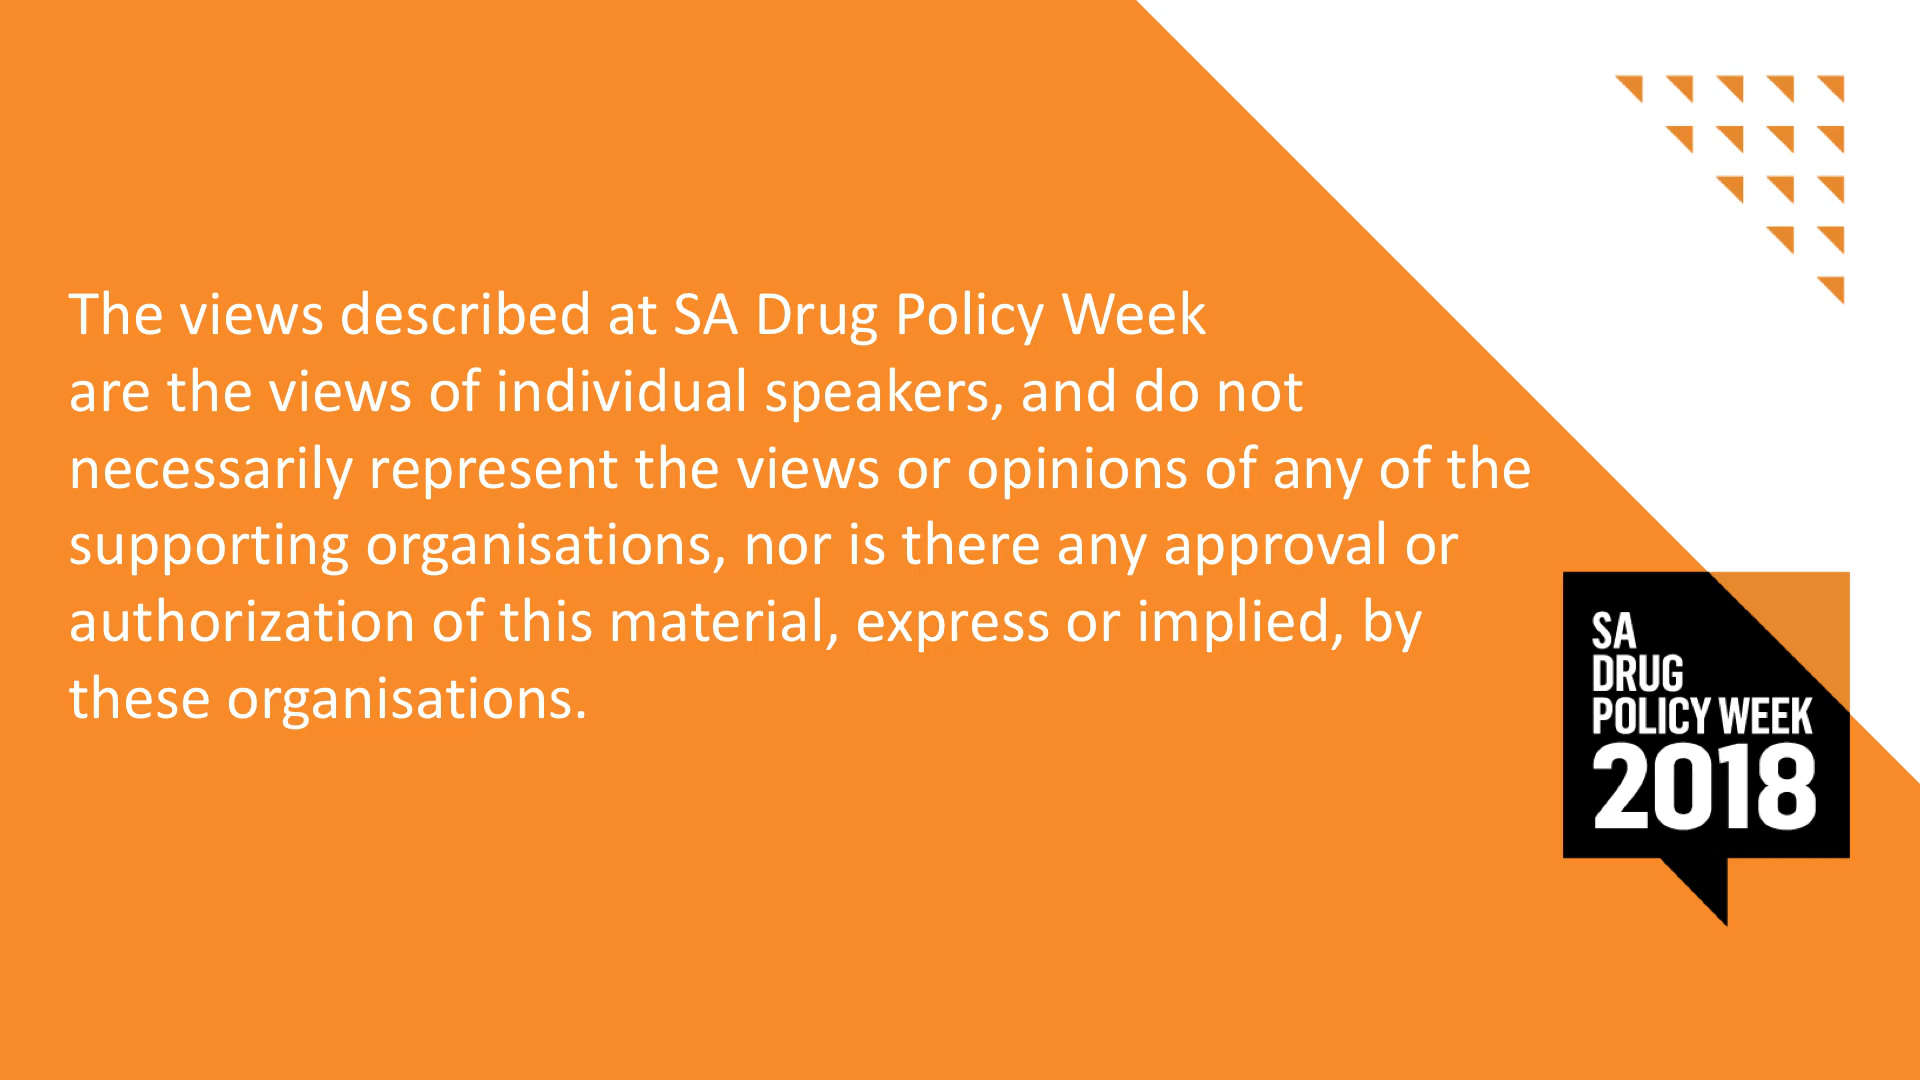 The views described at SA Drug Policy Week
are the views of individual speakers, and do not
necessarily represent the views or opinions of any of the
supporting organisations, nor is there any approval or
authorization of this material, express or implied, by
these organisations.
SA
DRUG
POLICY WEEK
2018